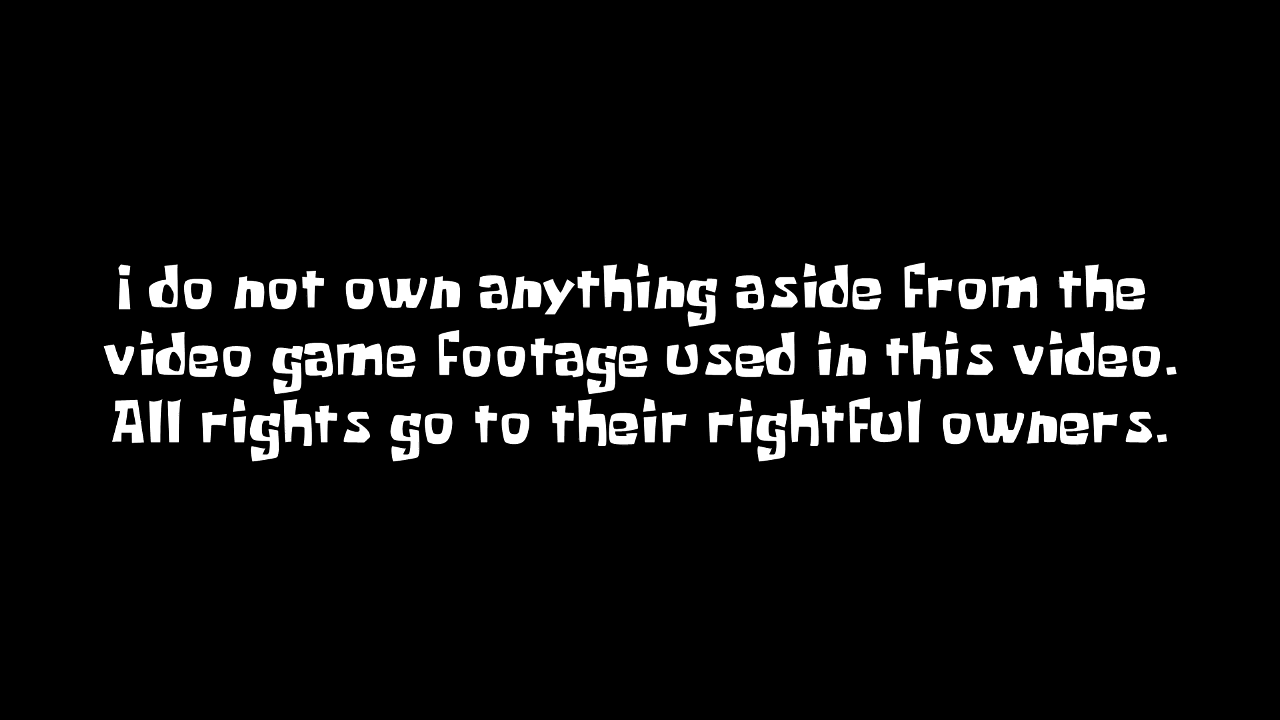 i do not own anything aside from the
video game footage used in this video.
All rights go to their rightful owners.